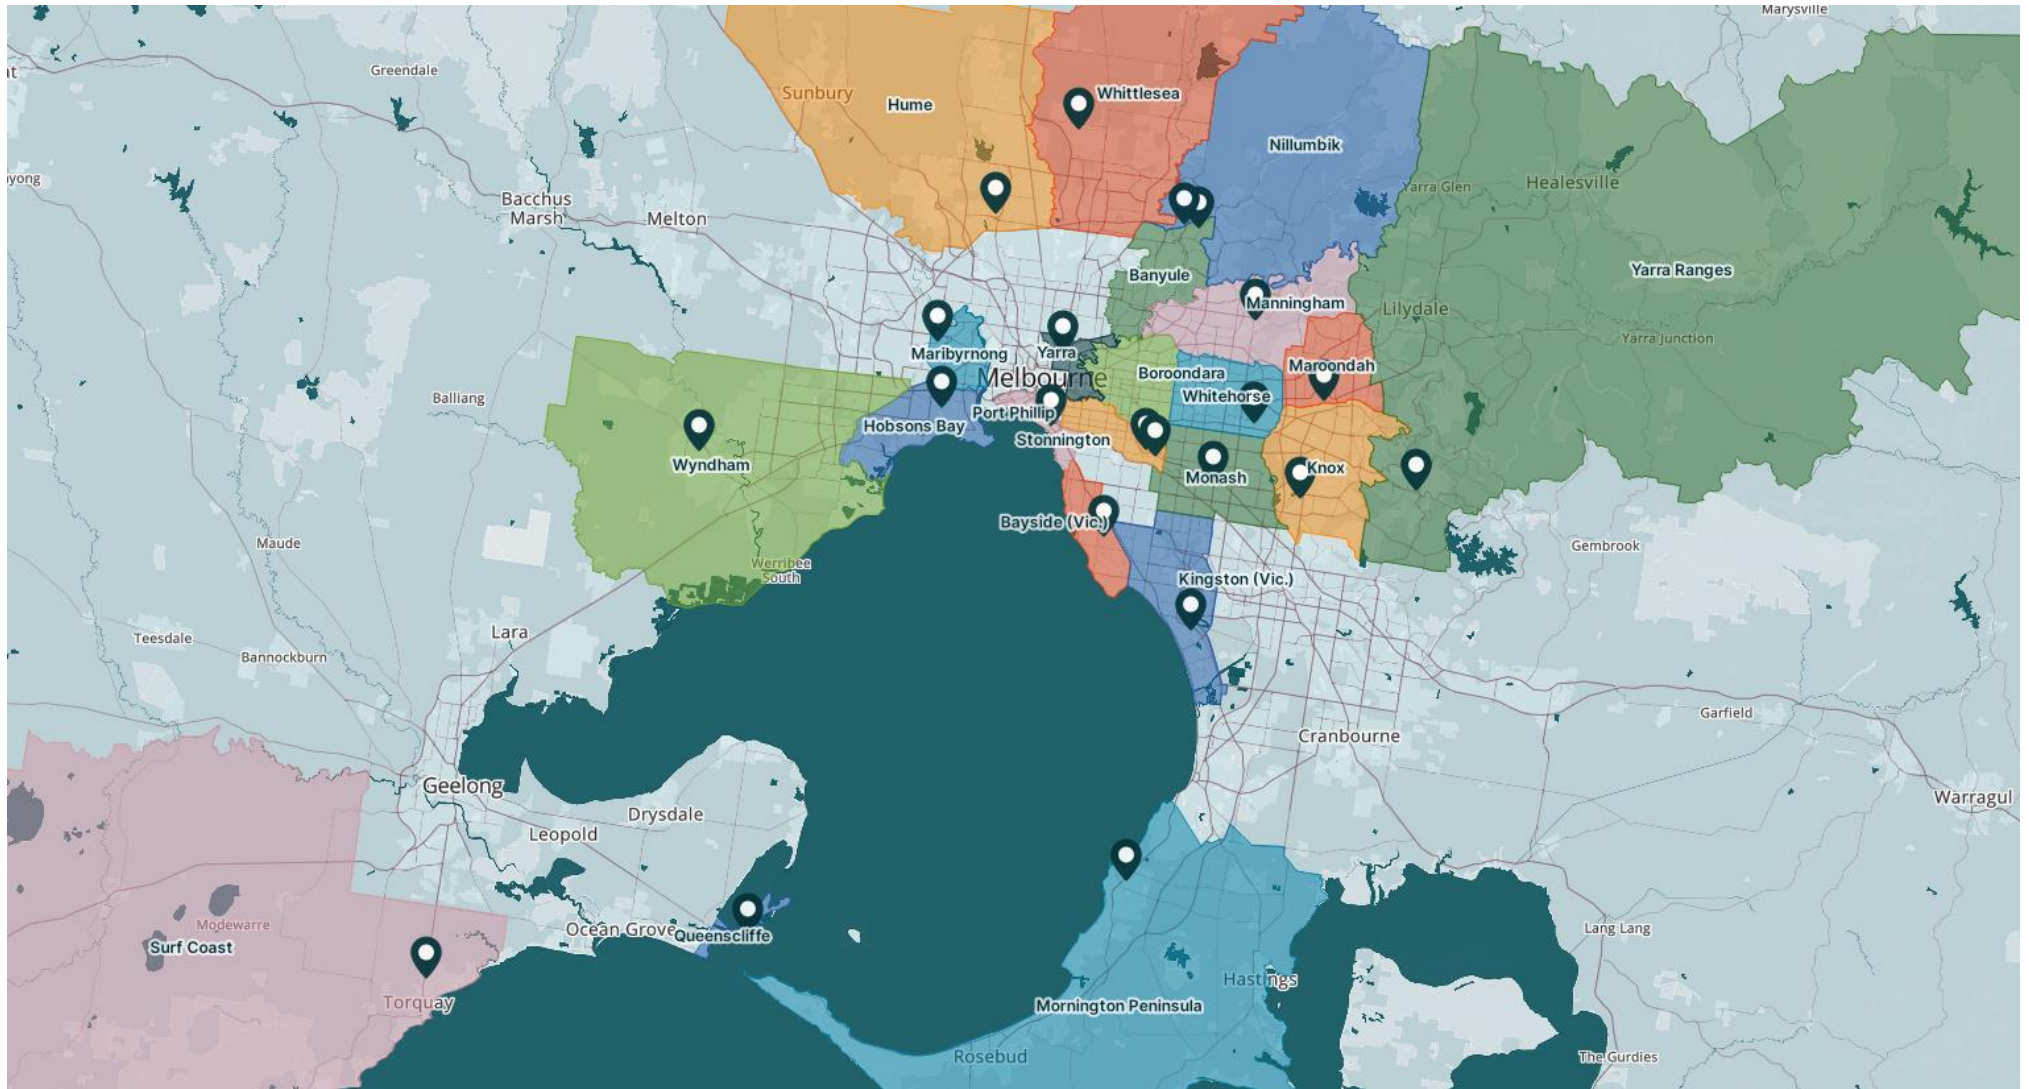 Marysville
Greendale
at
Sunbury
Hume
Whittlesea
Nillumbik
yong
Bacchus
Marsh
Melton
Yarra Glen
Healesville
Banyule
Yarra Ranges
Manningham
Lilydale
Maribyrnong
Yarra
Yarra Junction
Melbourne
Boroondara
Maroondah
Balliang
Port Phillip
Whitehorse
Hobsons Bay
Stonnington
Wyndham
Monash
Knox
Bayside (Vic.)
Maude
Gembrook
Werribee
South
Kingston (Vic.)
Teesdale
Lara
Bannockburn
Garfield
Cranbourne
Geelong
Drysdale
Warragul
Leopold
Modewarre
Surf Coast
Ocean Grove
Queenscliffe
Lang Lang
Hastings
Torquay
Mornington Peninsula
Rosebud
The Gurdies